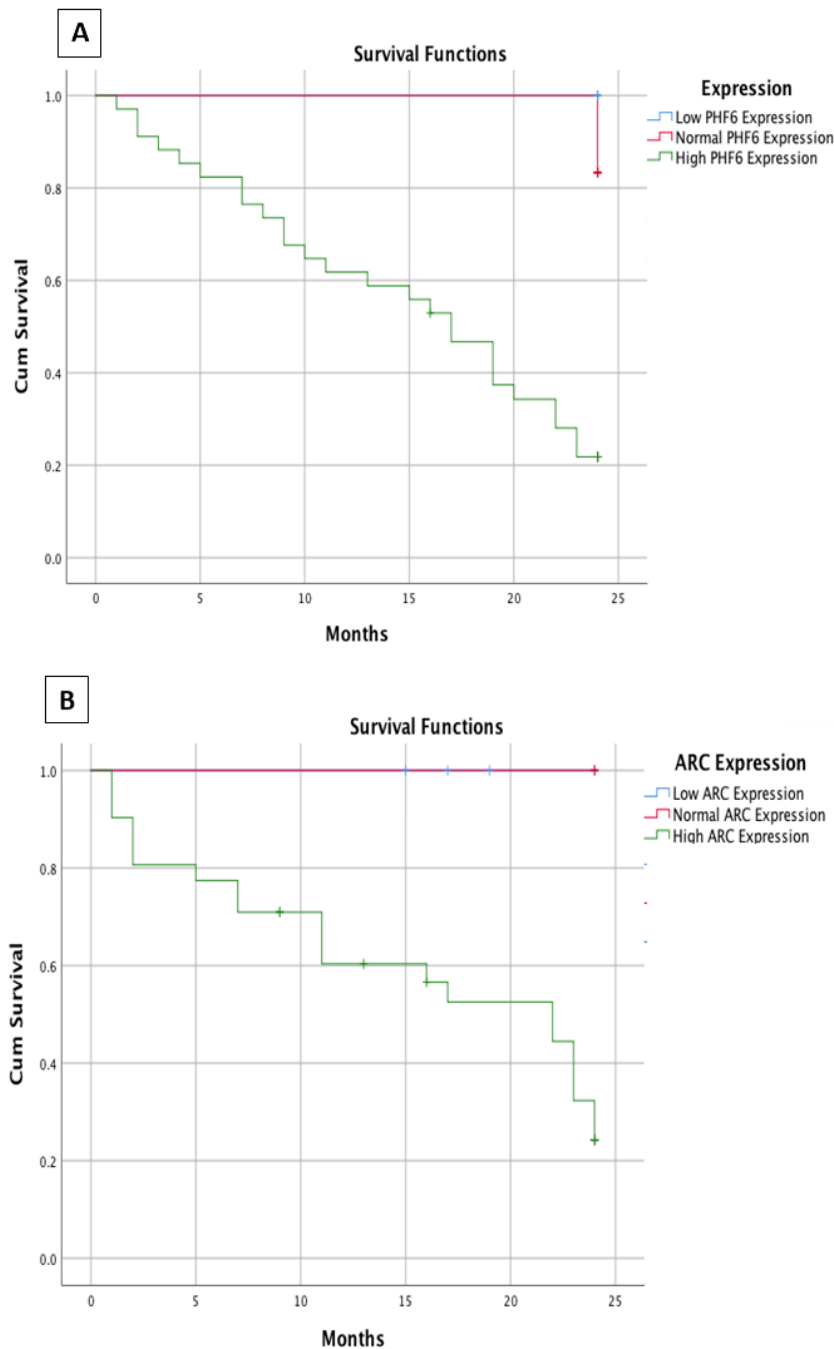 A
Survival Functions
Expression
Low PHF6 Expression
Normal PHF6 Expression
High PHF6 Expression
1.0
0.8
0.6
0.4
0.2
0.0
Cum Survival
0 5 10 15 20 25
Months
B
Survival Functions
ARC Expression
Low ARC Expression
Normal ARC Expression
High ARC Expression
1.0
0.8
0.6
0.4
0.2
0.0
Cum Survival
0 5 10 15 20 25
Months